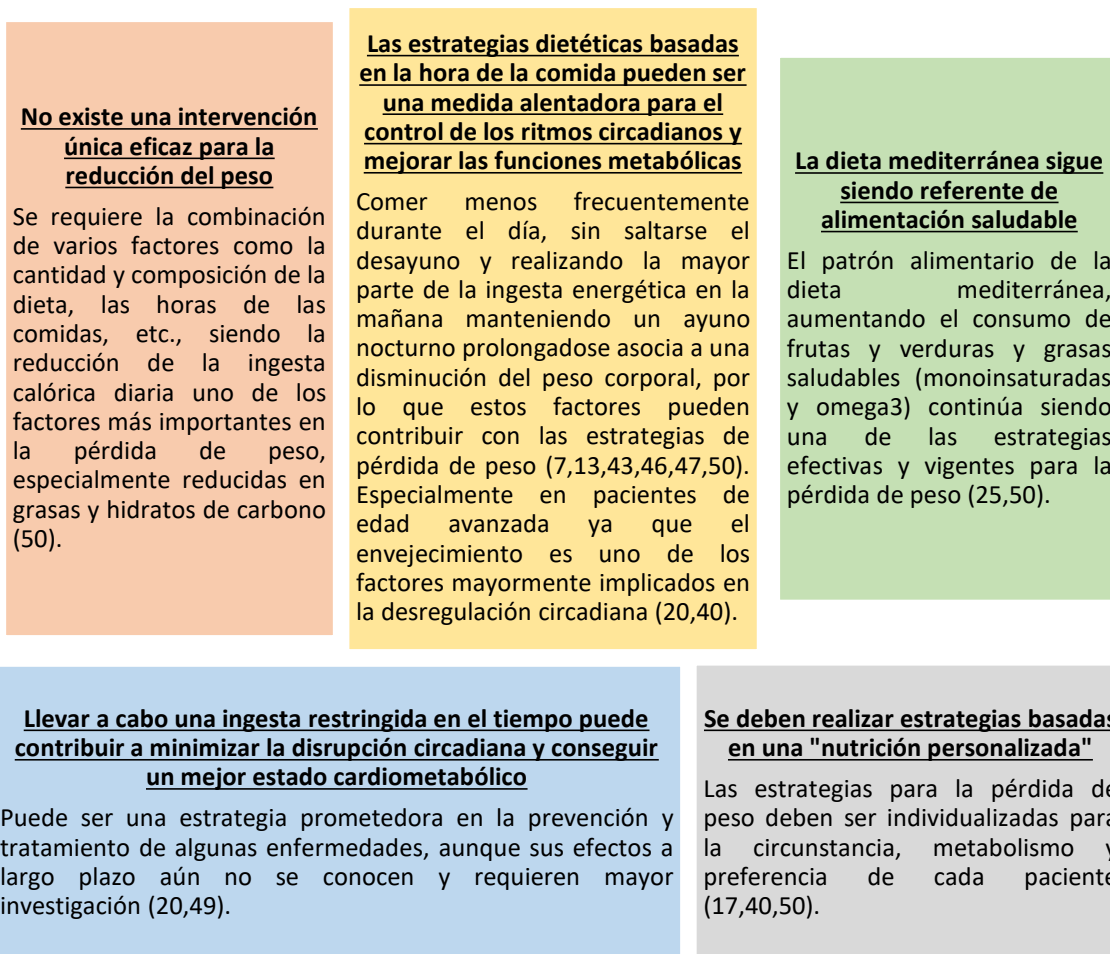 No existe una intervención
única eficaz para la
reducción del peso
Se requiere la combinación
de varios factores como la
cantidad y composición de la
dieta, las horas de las
comidas, etc., siendo la
reducción de la ingesta
calórica diaria uno de los
factores más importantes en
la pérdida de peso,
especialmente reducidas en
grasas y hidratos de carbono
(50).
Las estrategias dietéticas basadas
en la hora de la comida pueden ser
una medida alentadora para el
control de los ritmos circadianos y
mejorar las funciones metabólicas
Comer menos frecuentemente
durante el día, sin saltarse el
desayuno y realizando la mayor
parte de la ingesta energética en la
mañana manteniendo un ayuno
nocturno prolongadose asocia a una
disminución del peso corporal, por
lo que estos factores pueden
contribuir con las estrategias de
pérdida de peso (7,13,43,46,47,50).
Especialmente en pacientes de
edad avanzada ya que el
envejecimiento es uno de los
factores mayormente implicados en
la desregulación circadiana (20,40).
La dieta mediterránea sigue
siendo referente de
alimentación saludable
El patrón alimentario de la
dieta mediterránea,
aumentando el consumo de
frutas y verduras y grasas
saludables (monoinsaturadas
y omega3) continúa siendo
una de las estrategias
efectivas y vigentes para la
pérdida de peso (25,50).
Llevar a cabo una ingesta restringida en el tiempo puede
contribuir a minimizar la disrupción circadiana y conseguir
un mejor estado cardiometabólico
Puede ser una estrategia prometedora en la prevención y
tratamiento de algunas enfermedades, aunque sus efectos a
largo plazo aún no se conocen y requieren mayor
investigación (20,49).
Se deben realizar estrategias basadas
en una "nutrición personalizada"
Las estrategias para la pérdida de
peso deben ser individualizadas para
la circunstancia, metabolismo y
preferencia de cada paciente
(17,40,50).